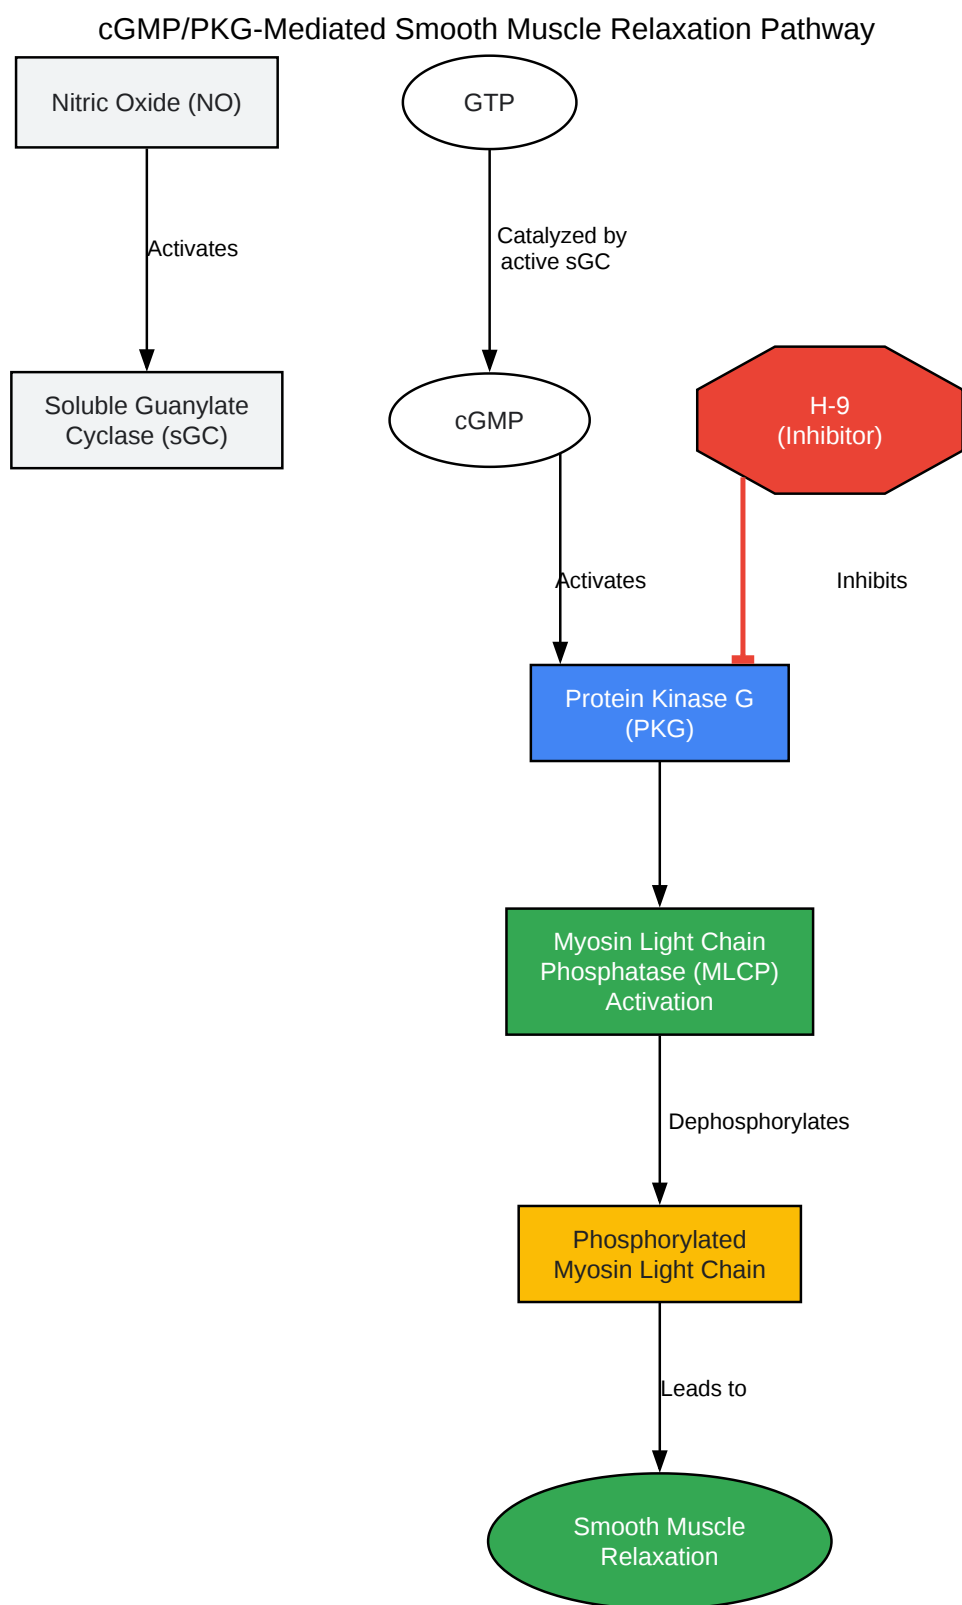 cGMP/PKG-Mediated Smooth Muscle Relaxation Pathway
Nitric Oxide (NO)
GTP
Activates
Catalyzed by
active sGC
Soluble Guanylate
Cyclase (sGC)
cGMP
H-9
(Inhibitor)
Activates
Inhibits
Protein Kinase G
(PKG)
Myosin Light Chain
Phosphatase (MLCP)
Activation
Dephosphorylates
Phosphorylated
Myosin Light Chain
Leads to
Smooth Muscle
Relaxation